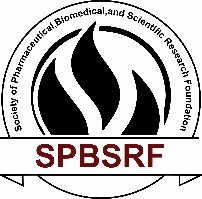 Society of Pharmaceutical,Biomedical,and Scientific Research Foundation
SPBSRF